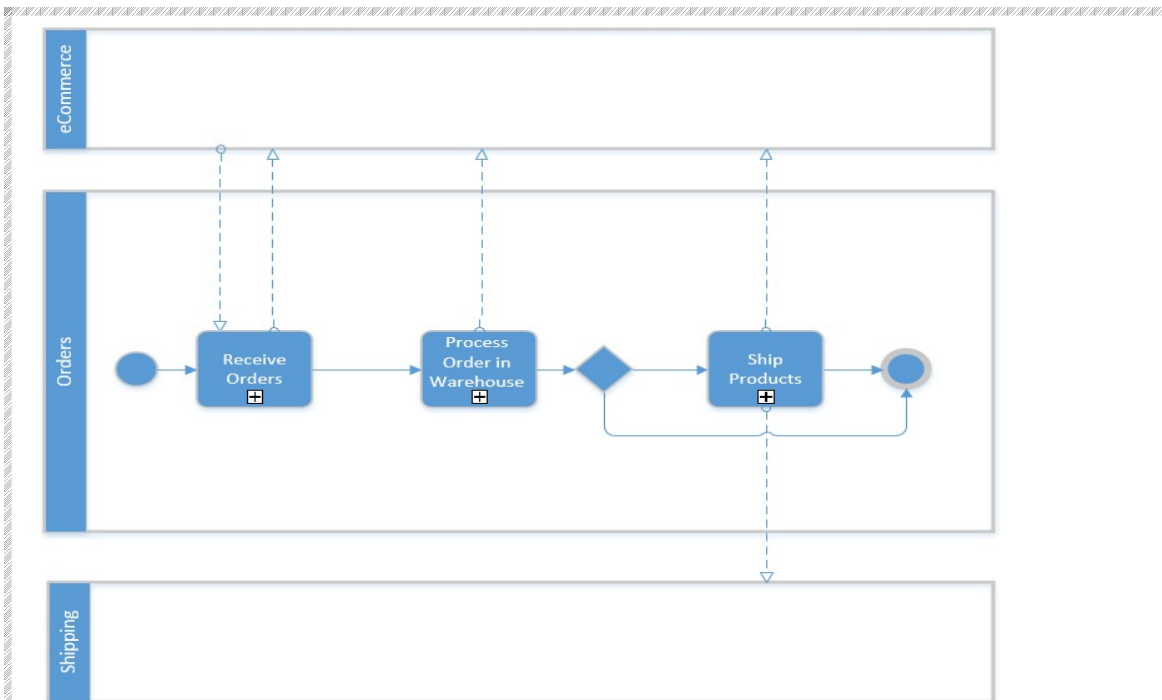 eCommerce
Orders
Receive
Orders
Process
Order in
Warehouse
Ship
Products
Shipping